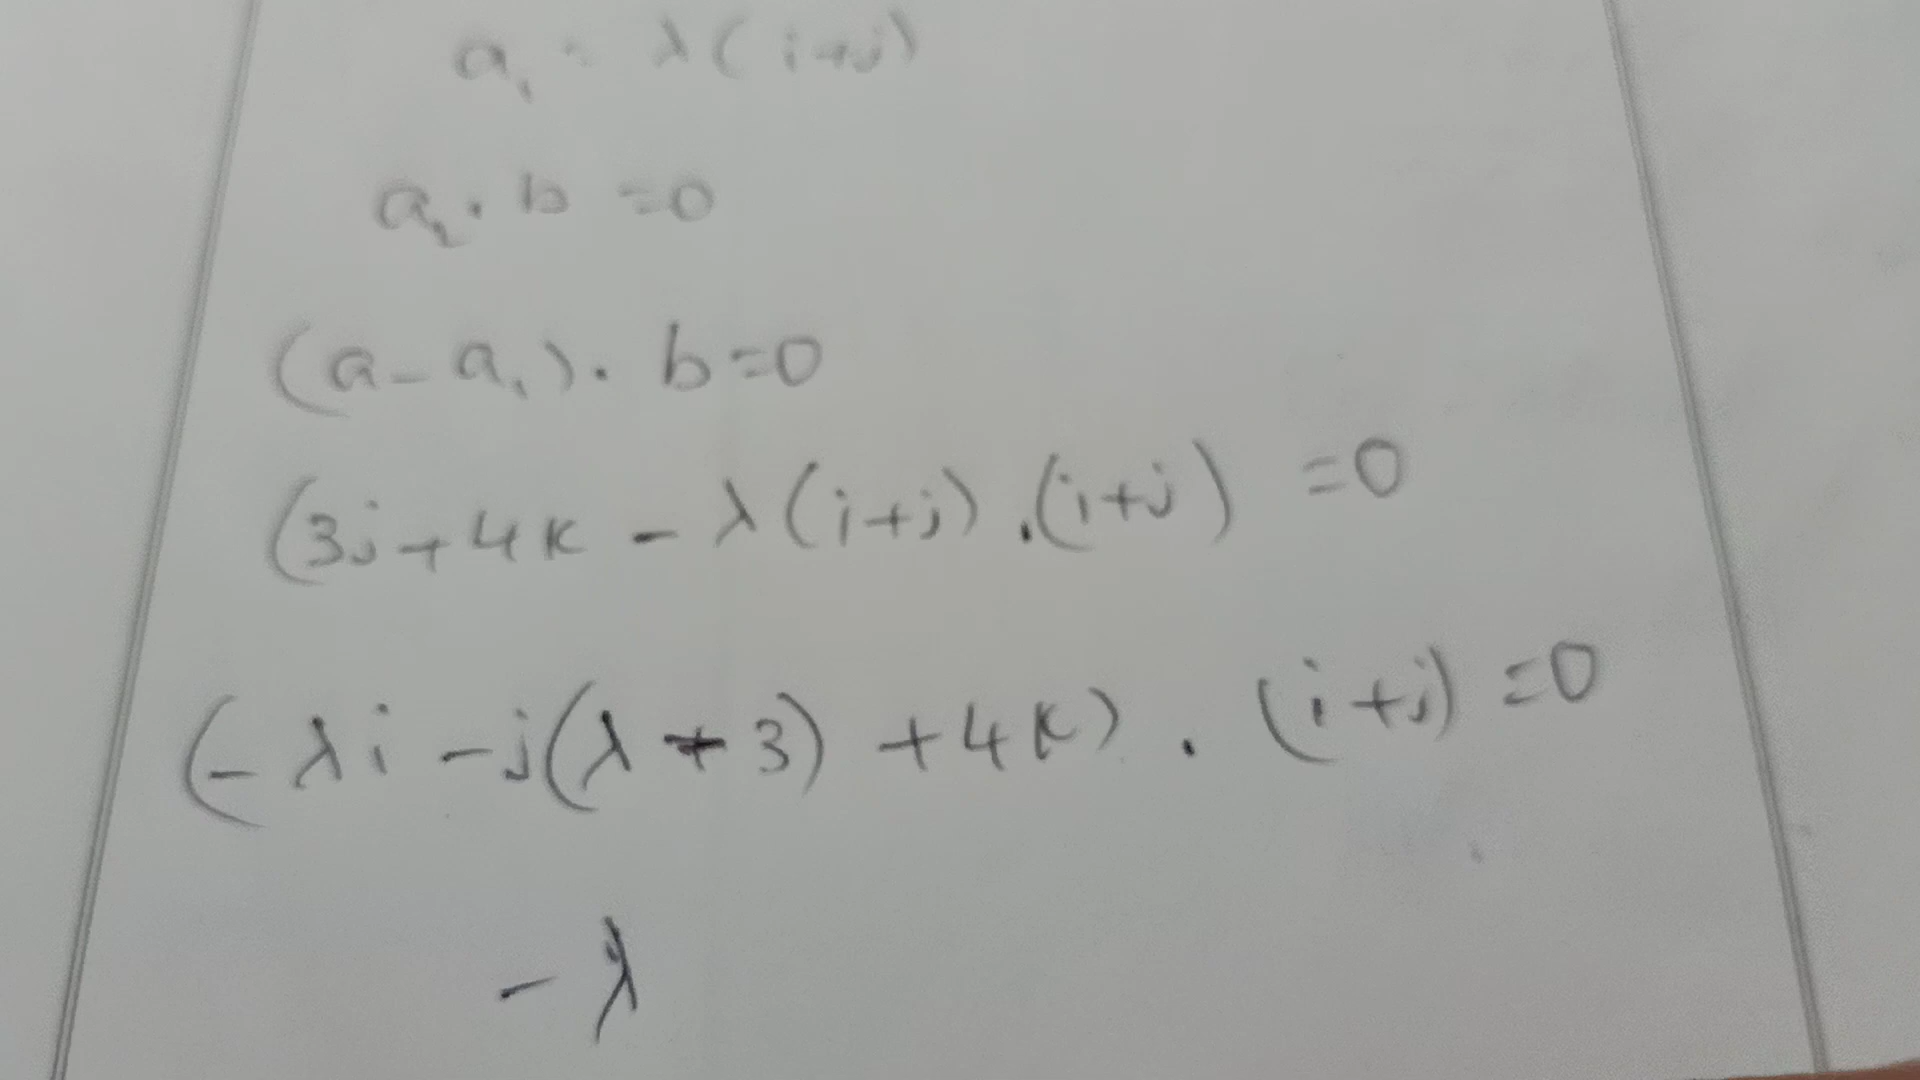 a₁ = λ(i+j)
a₂ . b = 0
(a - a₁) . b = 0
(3j + 4k - λ(i+j) . (i+j) = 0
(-λi - j(λ + 3) + 4k) . (i+j) = 0
- λ